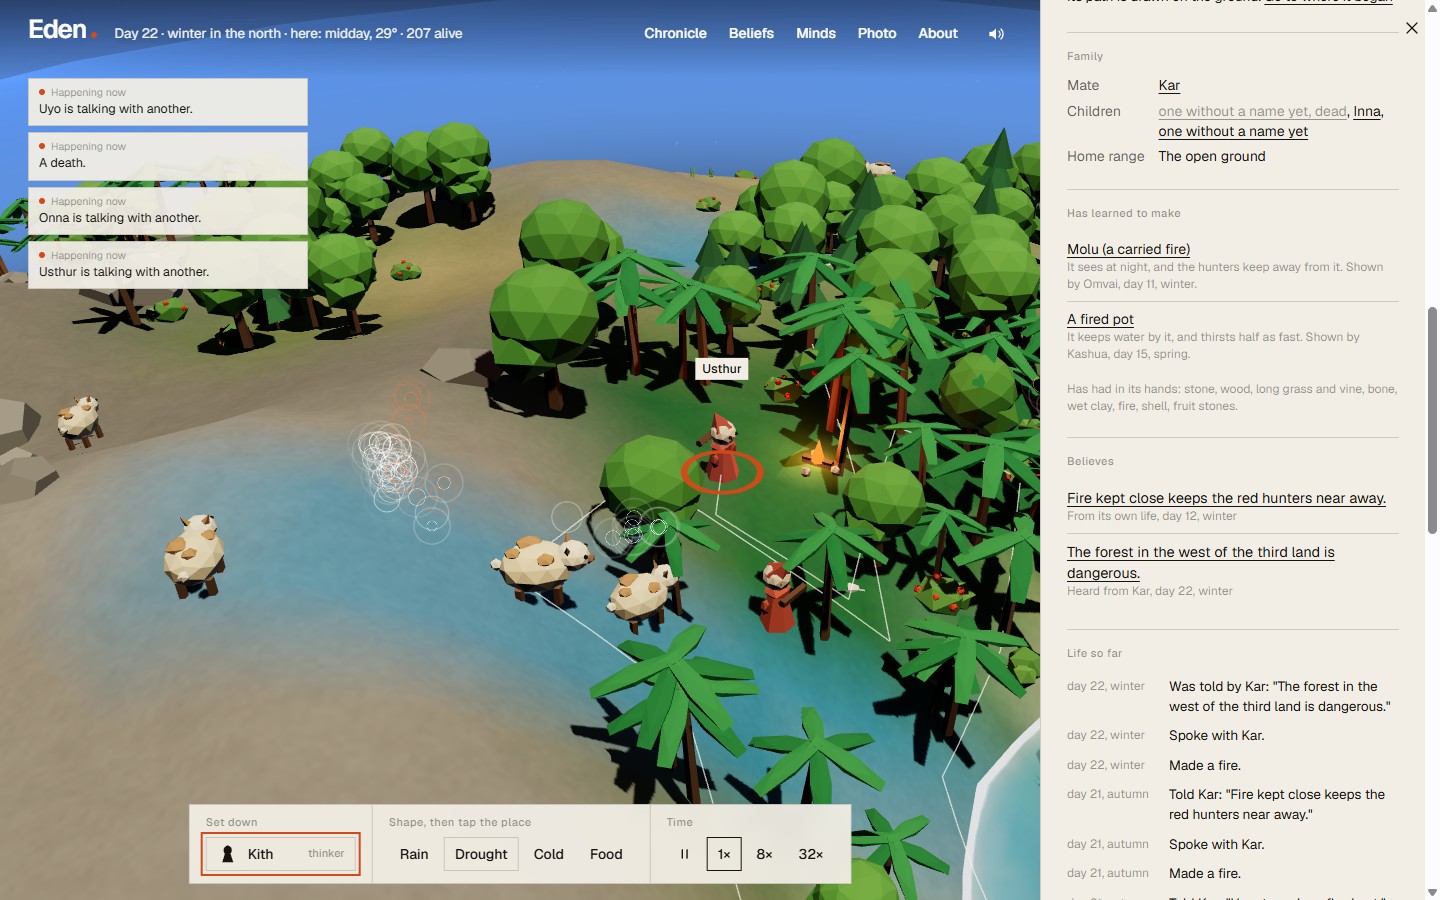 Eden.
Day 22 · winter in the north · here: midday, 29° · 207 alive
Chronicle
Beliefs
Minds
Photo
About
Happening now
Uyo is talking with another.
Happening now
A death.
Happening now
Onna is talking with another.
Happening now
Usthur is talking with another.
Usthur
Set down
Kith
thinker
Shape, then tap the place
Rain
Drought
Cold
Food
Time
1×
8×
32×
Family
Mate
Kar
Children
one without a name yet, dead, Inna,
one without a name yet
Home range
The open ground
Has learned to make
Molu (a carried fire)
It sees at night, and the hunters keep away from it. Shown
by Omvai, day 11, winter.
A fired pot
It keeps water by it, and thirsts half as fast. Shown by
Kashua, day 15, spring.
Has had in its hands: stone, wood, long grass and vine, bone,
wet clay, fire, shell, fruit stones.
Believes
Fire kept close keeps the red hunters near away.
From its own life, day 12, winter
The forest in the west of the third land is
dangerous.
Heard from Kar, day 22, winter
Life so far
day 22, winter
Was told by Kar: "The forest in the
west of the third land is dangerous."
day 22, winter
Spoke with Kar.
day 22, winter
Made a fire.
day 21, autumn
Told Kar: "Fire kept close keeps the
red hunters near away."
day 21, autumn
Spoke with Kar.
day 21, autumn
Made a fire.